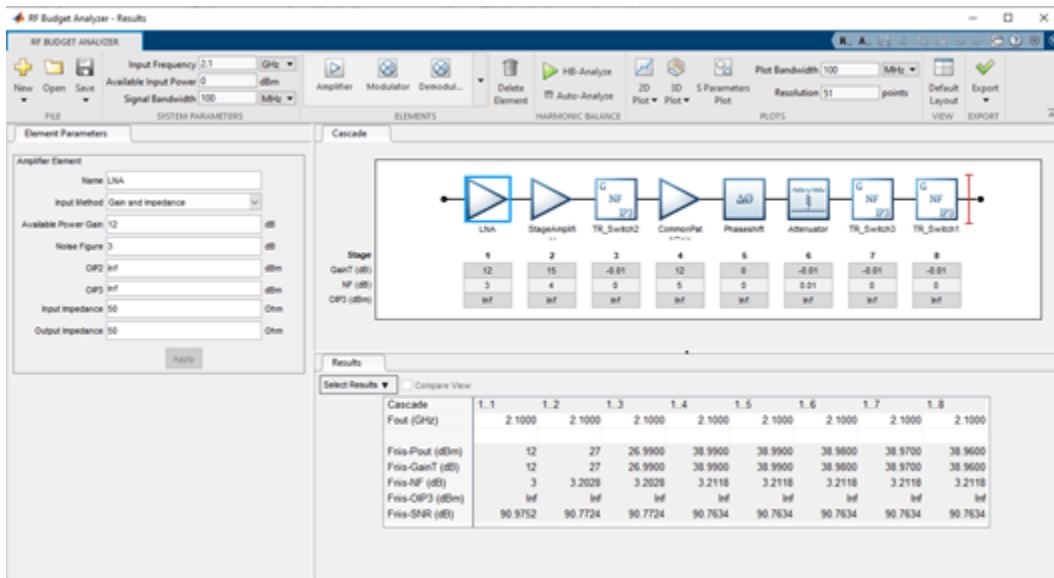 RF Budget Analyzer - Results
RF BUDGET ANALYZER
New Open Save
FILE
Input Frequency 2.1 GHz
Available Input Power 0 dBm
Signal Bandwidth 100 MHz
SYSTEM PARAMETERS
Amplifier Modulator Demodul...
ELEMENTS
Delete Element
HB-Analyze
Auto-Analyze
HARMONIC BALANCE
2D Plot 3D Plot S Parameters Plot
Plot Bandwidth 100 MHz
Resolution 51 points
PLOTS
Default Layout
VIEW
Export
EXPORT
Element Parameters
Amplifier Element
Name LNA
Input Method Gain and Impedance
Available Power Gain 12 dB
Noise Figure 3 dB
OIP2 Inf dBm
OIP3 Inf dBm
Input Impedance 50 Ohm
Output Impedance 50 Ohm
Apply
Cascade
G G G
NF ΔΘ NF NF
IP3 IP3 IP3
LNA StageAmplifi TR_Switch2 CommonPat Phaseshift Attenuator TR_Switch3 TR_Switch1
Stage 1 2 3 4 5 6 7 8
GainT (dB) 12 15 -0.01 12 0 -0.01 -0.01 -0.01
NF (dB) 3 4 0 5 0 0.01 0 0
OIP3 (dBm) Inf Inf Inf Inf Inf Inf Inf Inf
Results
Select Results ▼ Compare View
Cascade 1..1 1..2 1..3 1..4 1..5 1..6 1..7 1..8
Fout (GHz) 2.1000 2.1000 2.1000 2.1000 2.1000 2.1000 2.1000 2.1000
Friis-Pout (dBm) 12 27 26.9900 38.9900 38.9900 38.9800 38.9700 38.9600
Friis-GainT (dB) 12 27 26.9900 38.9900 38.9900 38.9800 38.9700 38.9600
Friis-NF (dB) 3 3.2028 3.2028 3.2118 3.2118 3.2118 3.2118 3.2118
Friis-OIP3 (dBm) Inf Inf Inf Inf Inf Inf Inf Inf
Friis-SNR (dB) 90.9752 90.7724 90.7724 90.7634 90.7634 90.7634 90.7634 90.7634